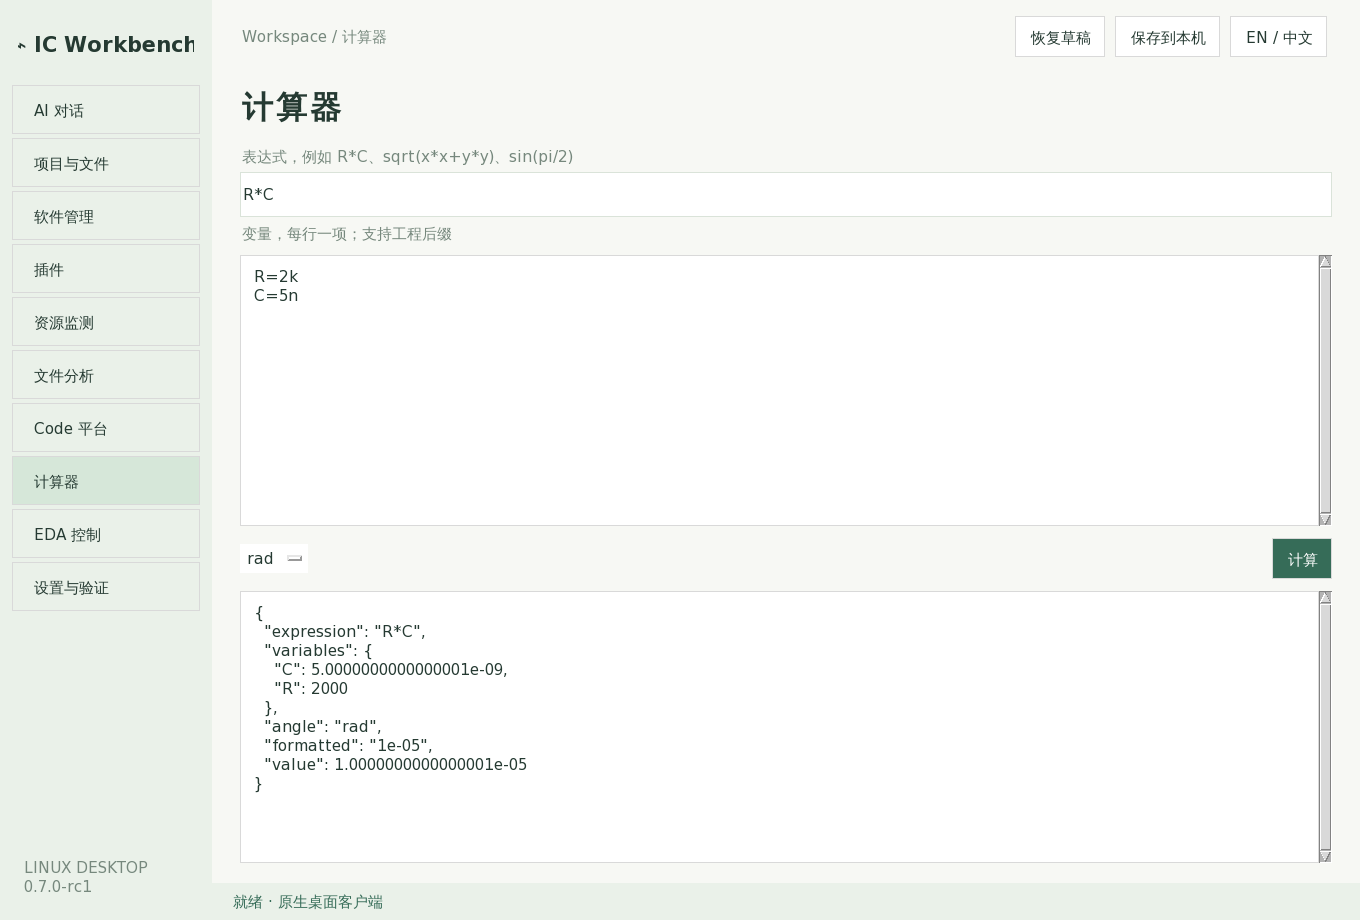 IC Workbench
AI 对话
项目与文件
软件管理
插件
资源监测
文件分析
Code 平台
计算器
EDA 控制
设置与验证
LINUX DESKTOP
0.7.0-rc1
Workspace / 计算器
恢复草稿
保存到本机
EN / 中文
计算器
表达式，例如 R*C、sqrt(x*x+y*y)、sin(pi/2)
R*C
变量，每行一项；支持工程后缀
R=2k
C=5n
rad
计算
{
"expression": "R*C",
"variables": {
"C": 5.0000000000000001e-09,
"R": 2000
},
"angle": "rad",
"formatted": "1e-05",
"value": 1.0000000000000001e-05
}
就绪 · 原生桌面客户端